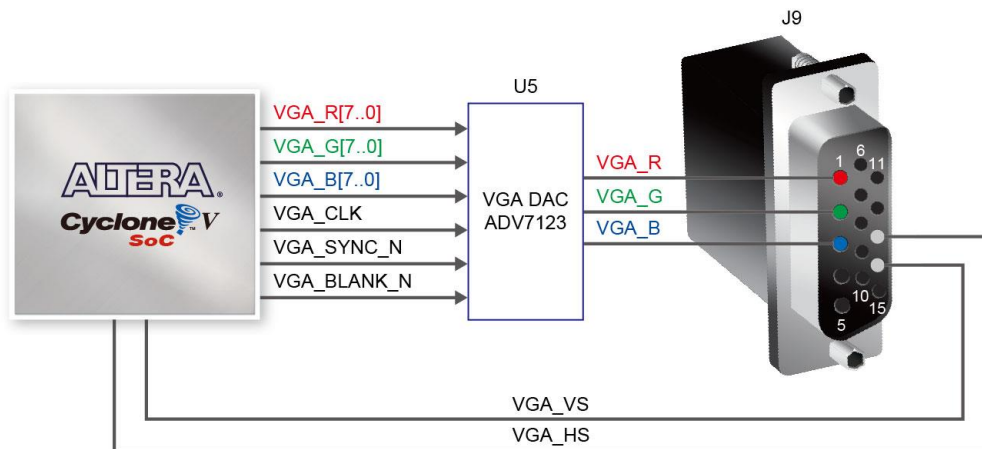 J9
U5
VGA_R[7..0]
VGA_G[7..0]
VGA_B[7..0]
VGA_CLK
VGA_SYNC_N
VGA_BLANK_N
ALTERA®
Cyclone™ V
SoC
VGA DAC
ADV7123
VGA_R
VGA_G
VGA_B
1
6
11
10
15
5
VGA_VS
VGA_HS